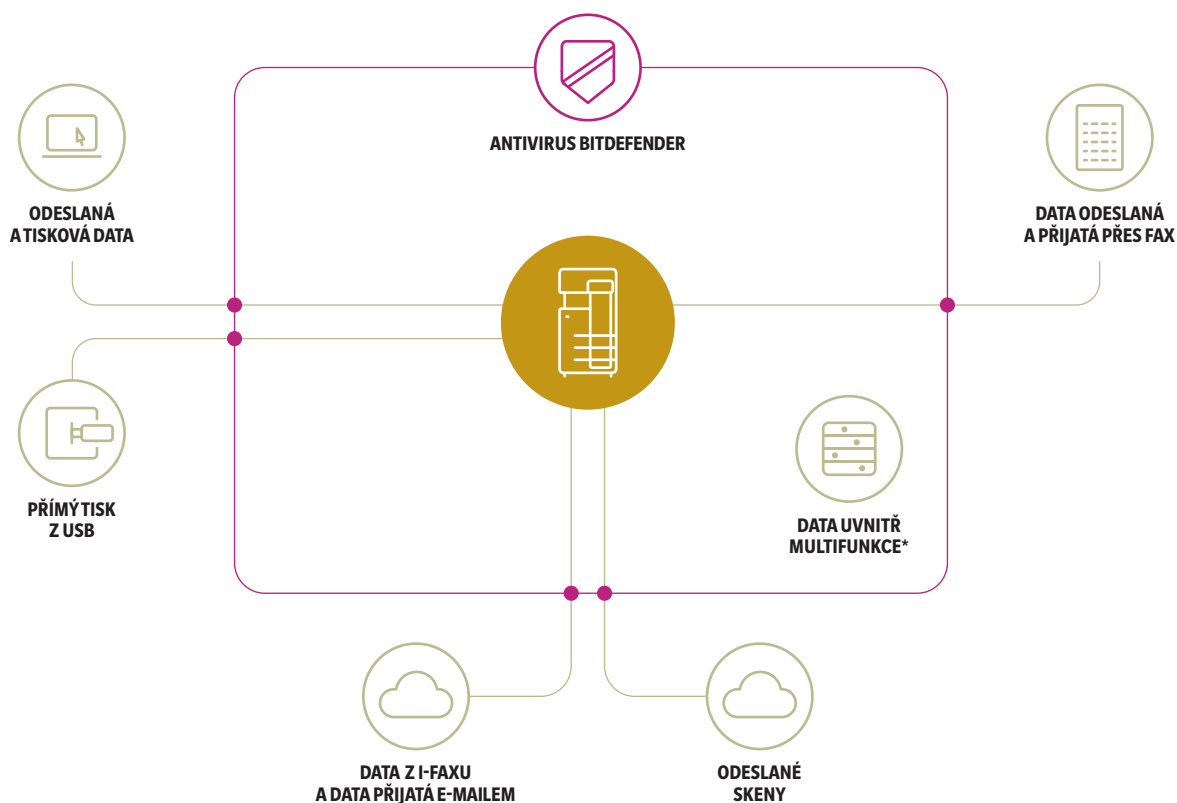 ANTIVIRUS BITDEFENDER
ODESLANÁ
A TISKOVÁ DATA
DATA ODESLANÁ
A PŘIJATÁ PŘES FAX
PŘÍMÝ TISK
Z USB
DATA UVNITŘ
MULTIFUNKCE*
DATA Z I-FAXU
A DATA PŘIJATÁ E-MAILEM
ODESLANÉ
SKENY